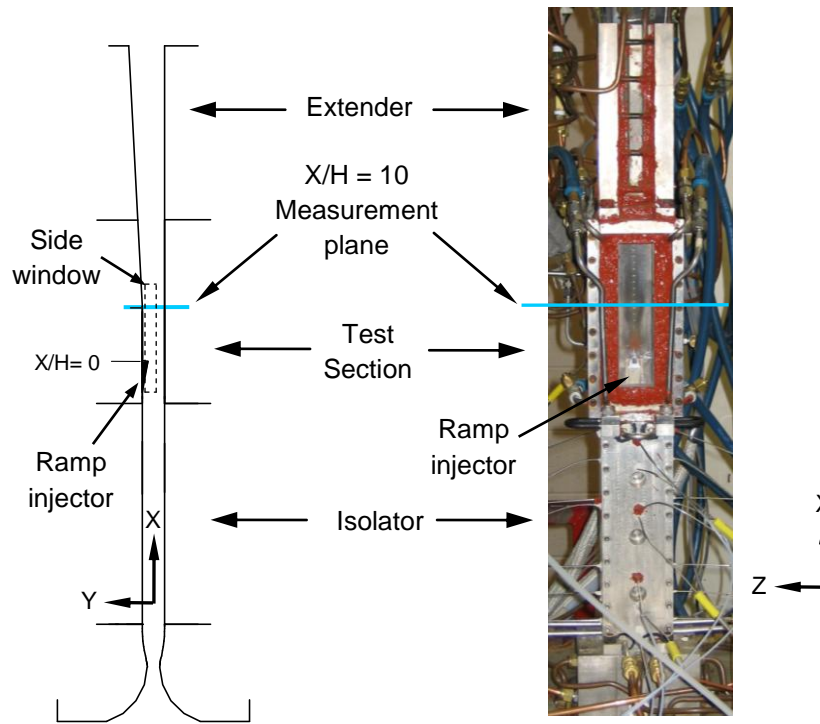 Extender
X/H = 10
Measurement
plane
Side
window
X/H= 0
Test
Section
Ramp
injector
Ramp
injector
X
Isolator
Y
Z